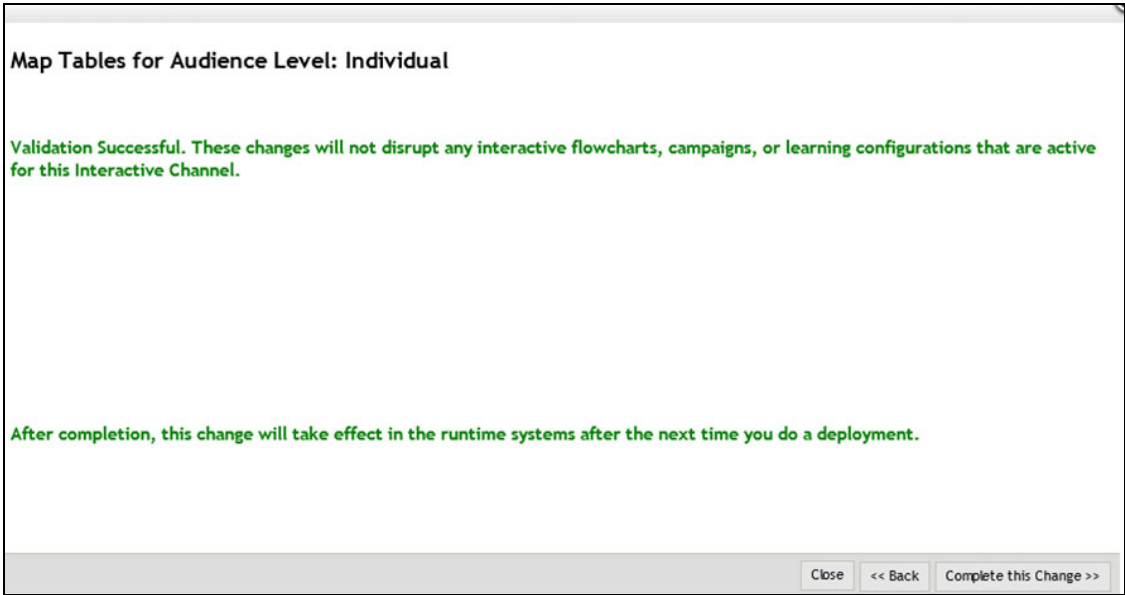 Map Tables for Audience Level: Individual
Validation Successful. These changes will not disrupt any interactive flowcharts, campaigns, or learning configurations that are active
for this Interactive Channel.
After completion, this change will take effect in the runtime systems after the next time you do a deployment.
Close << Back Complete this Change >>